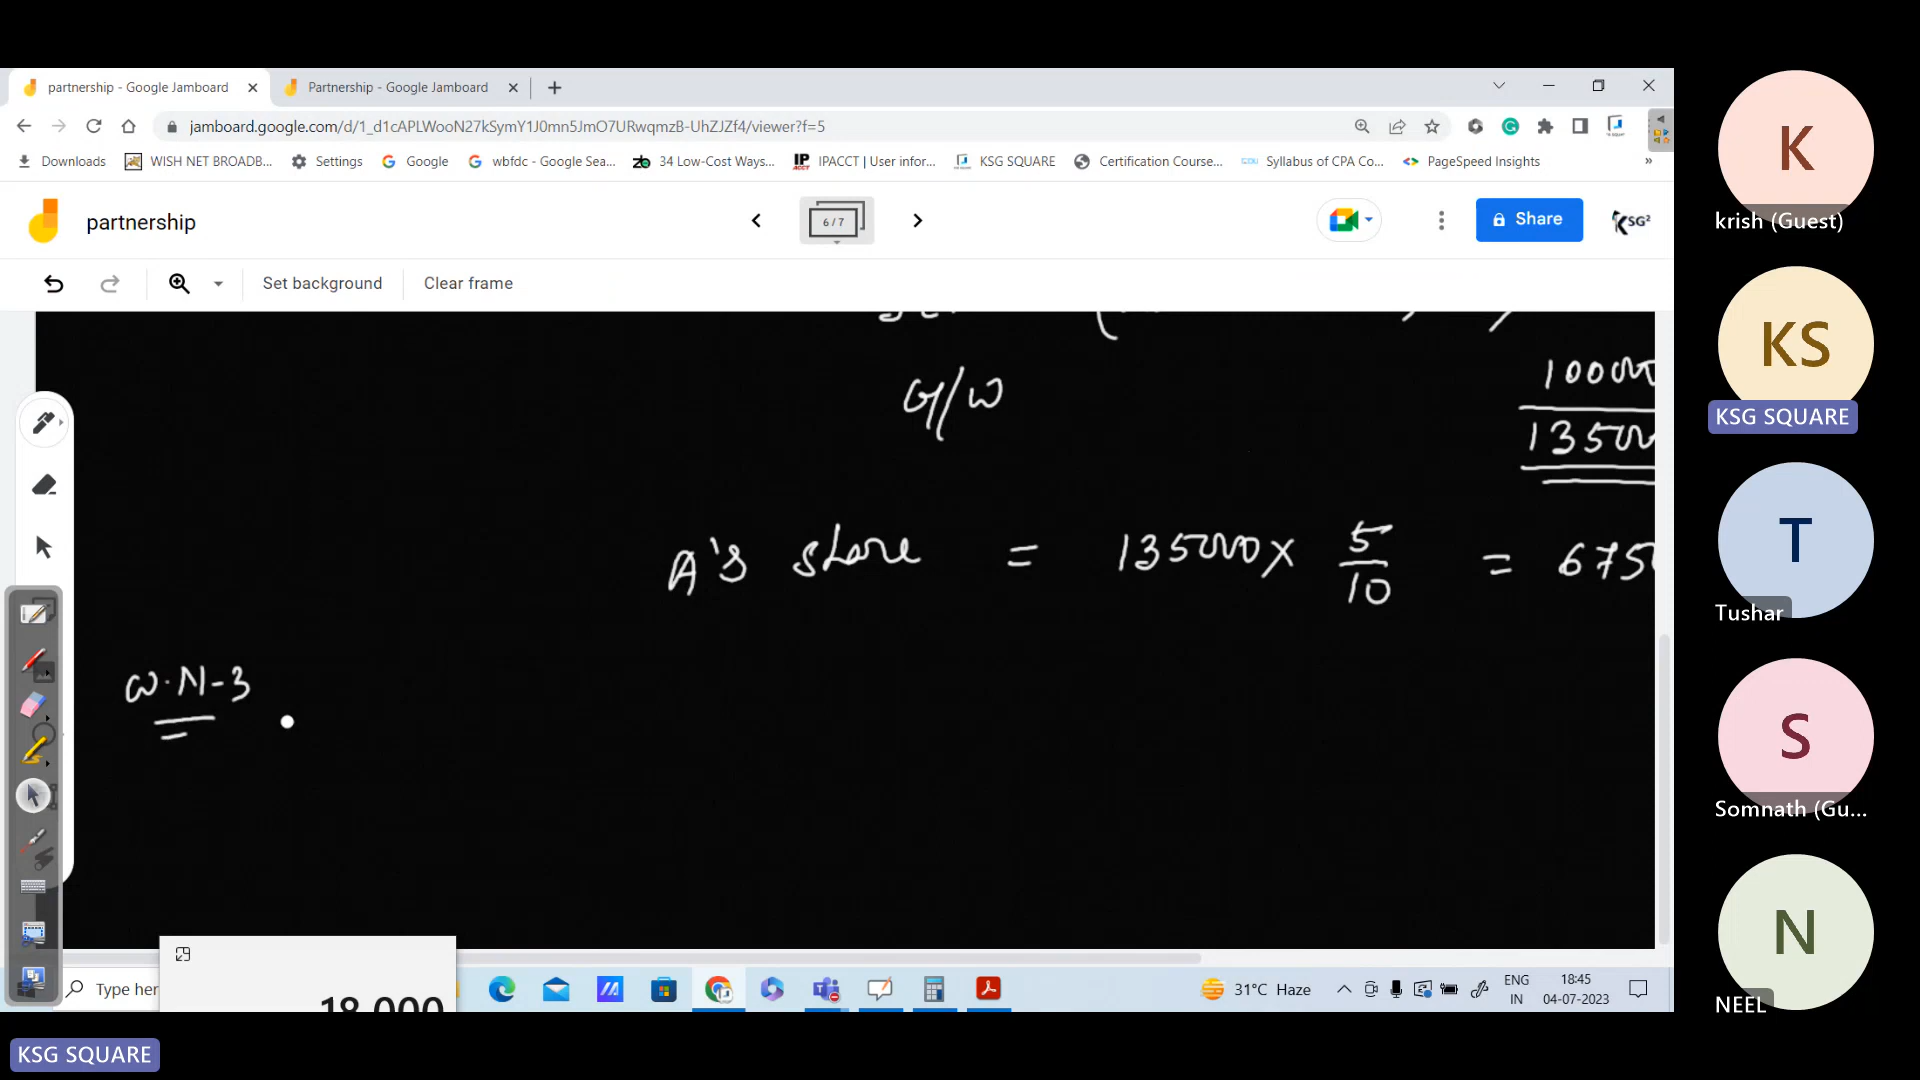 partnership - Google Jamboard
Partnership - Google Jamboard
jamboard.google.com/d/1_d1cAPLWooN27kSymY1J0mn5JmO7URwqmzB-UhZJZf4/viewer?f=5
Downloads WISH NET BROADB... Settings Google wbfdc - Google Sea... 34 Low-Cost Ways... IPACCT | User infor... KSG SQUARE Certification Course... Syllabus of CPA Co... PageSpeed Insights »
partnership
6 / 7
Share
KSG²
Set background
Clear frame
G/W
100000
135000
A's share = 135000 × 5/10 = 6750
W.N-3
18,000
Type her
31°C Haze
ENG
IN
18:45
04-07-2023
K
krish (Guest)
KS
KSG SQUARE
T
Tushar
S
Somnath (Gu...
N
NEEL
KSG SQUARE